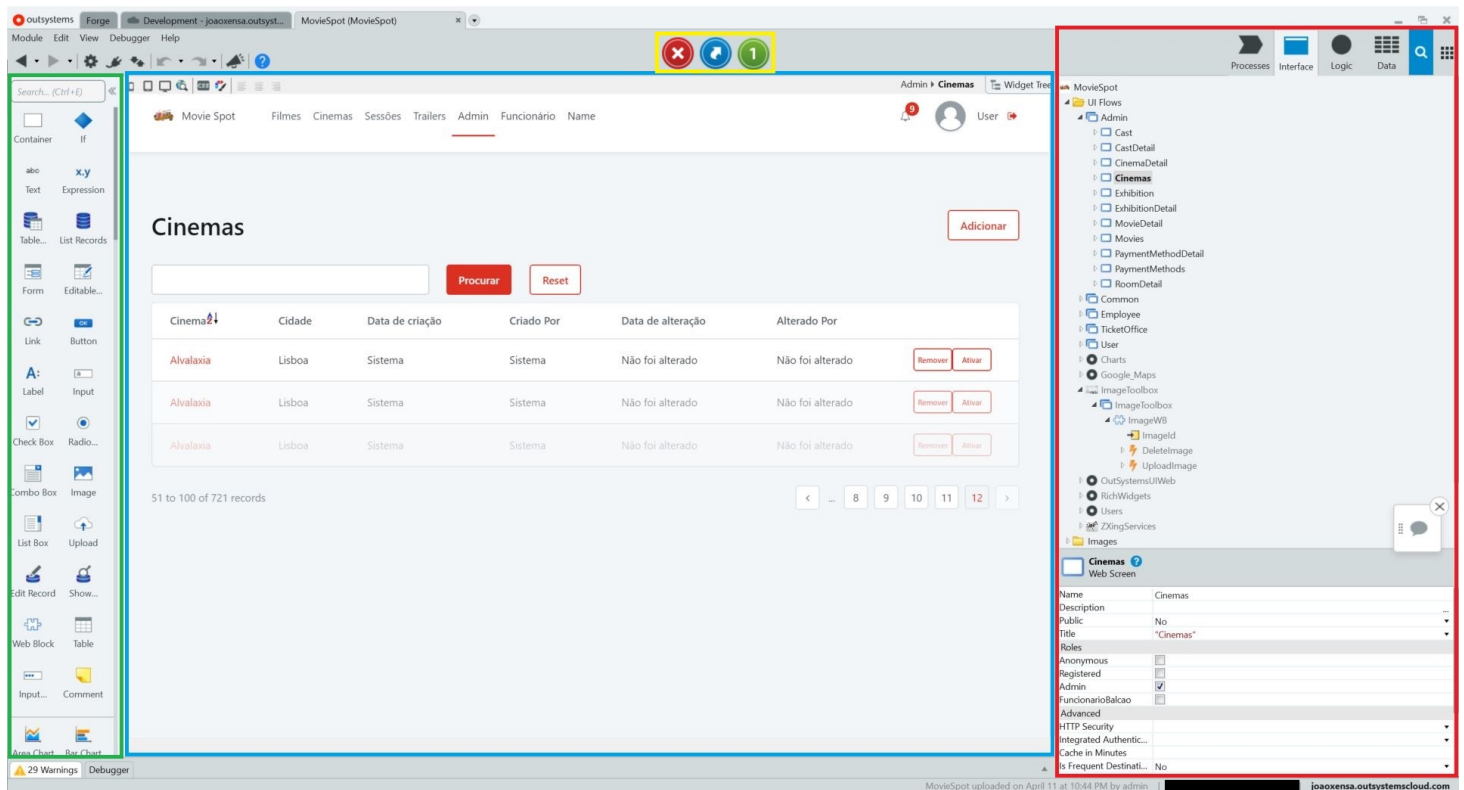 outsystems Forge Development - joaoxensa.outsyst... MovieSpot (MovieSpot)
Module Edit View Debugger Help
1
Processes Interface Logic Data
Search... (Ctrl+E)
Container If
abc x.y
Text Expression
Table... List Records
Form Editable...
OK
Link Button
A: a
Label Input
Check Box Radio...
Combo Box Image
List Box Upload
Edit Record Show...
Web Block Table
Input... Comment
Area Chart Bar Chart
Admin Cinemas Widget Tree
Movie Spot Filmes Cinemas Sessões Trailers Admin Funcionário Name 9 User
Cinemas Adicionar
Procurar Reset
Cinema Cidade Data de criação Criado Por Data de alteração Alterado Por
Alvalaxia Lisboa Sistema Sistema Não foi alterado Não foi alterado Remover Ativar
Alvalaxia Lisboa Sistema Sistema Não foi alterado Não foi alterado Remover Ativar
Alvalaxia Lisboa Sistema Sistema Não foi alterado Não foi alterado Remover Ativar
51 to 100 of 721 records ... 8 9 10 11 12
MovieSpot
UI Flows
Admin
Cast
CastDetail
CinemaDetail
Cinemas
Exhibition
ExhibitionDetail
MovieDetail
Movies
PaymentMethodDetail
PaymentMethods
RoomDetail
Common
Employee
TicketOffice
User
Charts
Google_Maps
ImageToolbox
ImageToolbox
ImageWB
ImageId
DeleteImage
UploadImage
OutSystemsUIWeb
RichWidgets
Users
ZXingServices
Images
Cinemas
Web Screen
Name Cinemas
Description ...
Public No
Title "Cinemas"
Roles
Anonymous
Registered
Admin
FuncionarioBalcao
Advanced
HTTP Security
Integrated Authentic...
Cache in Minutes
Is Frequent Destinati... No
29 Warnings Debugger
MovieSpot uploaded on April 11 at 10:44 PM by admin | joaoxensa.outsystemscloud.com